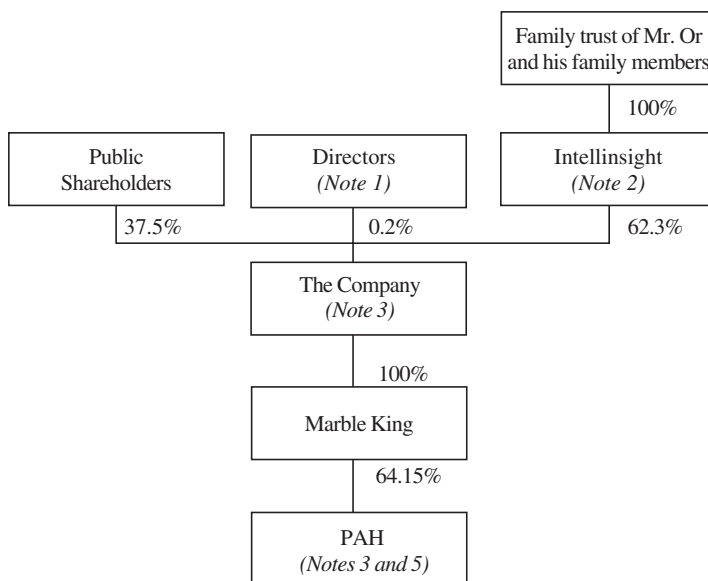 Family trust of Mr. Or
and his family members
100%
Public
Shareholders
Directors
(Note 1)
Intellinsight
(Note 2)
37.5%
0.2%
62.3%
The Company
(Note 3)
100%
Marble King
64.15%
PAH
(Notes 3 and 5)